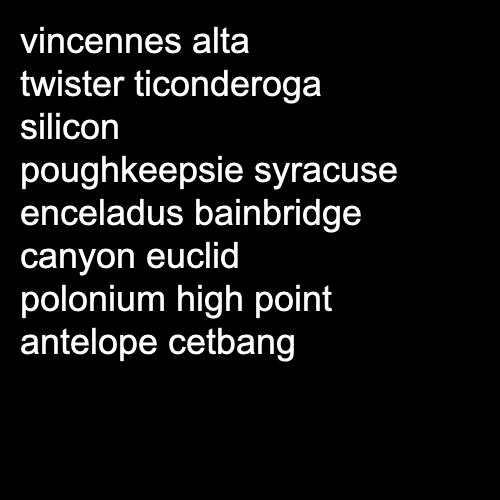 vincennes alta
twister ticonderoga
silicon
poughkeepsie syracuse
enceladus bainbridge
canyon euclid
polonium high point
antelope cetbang